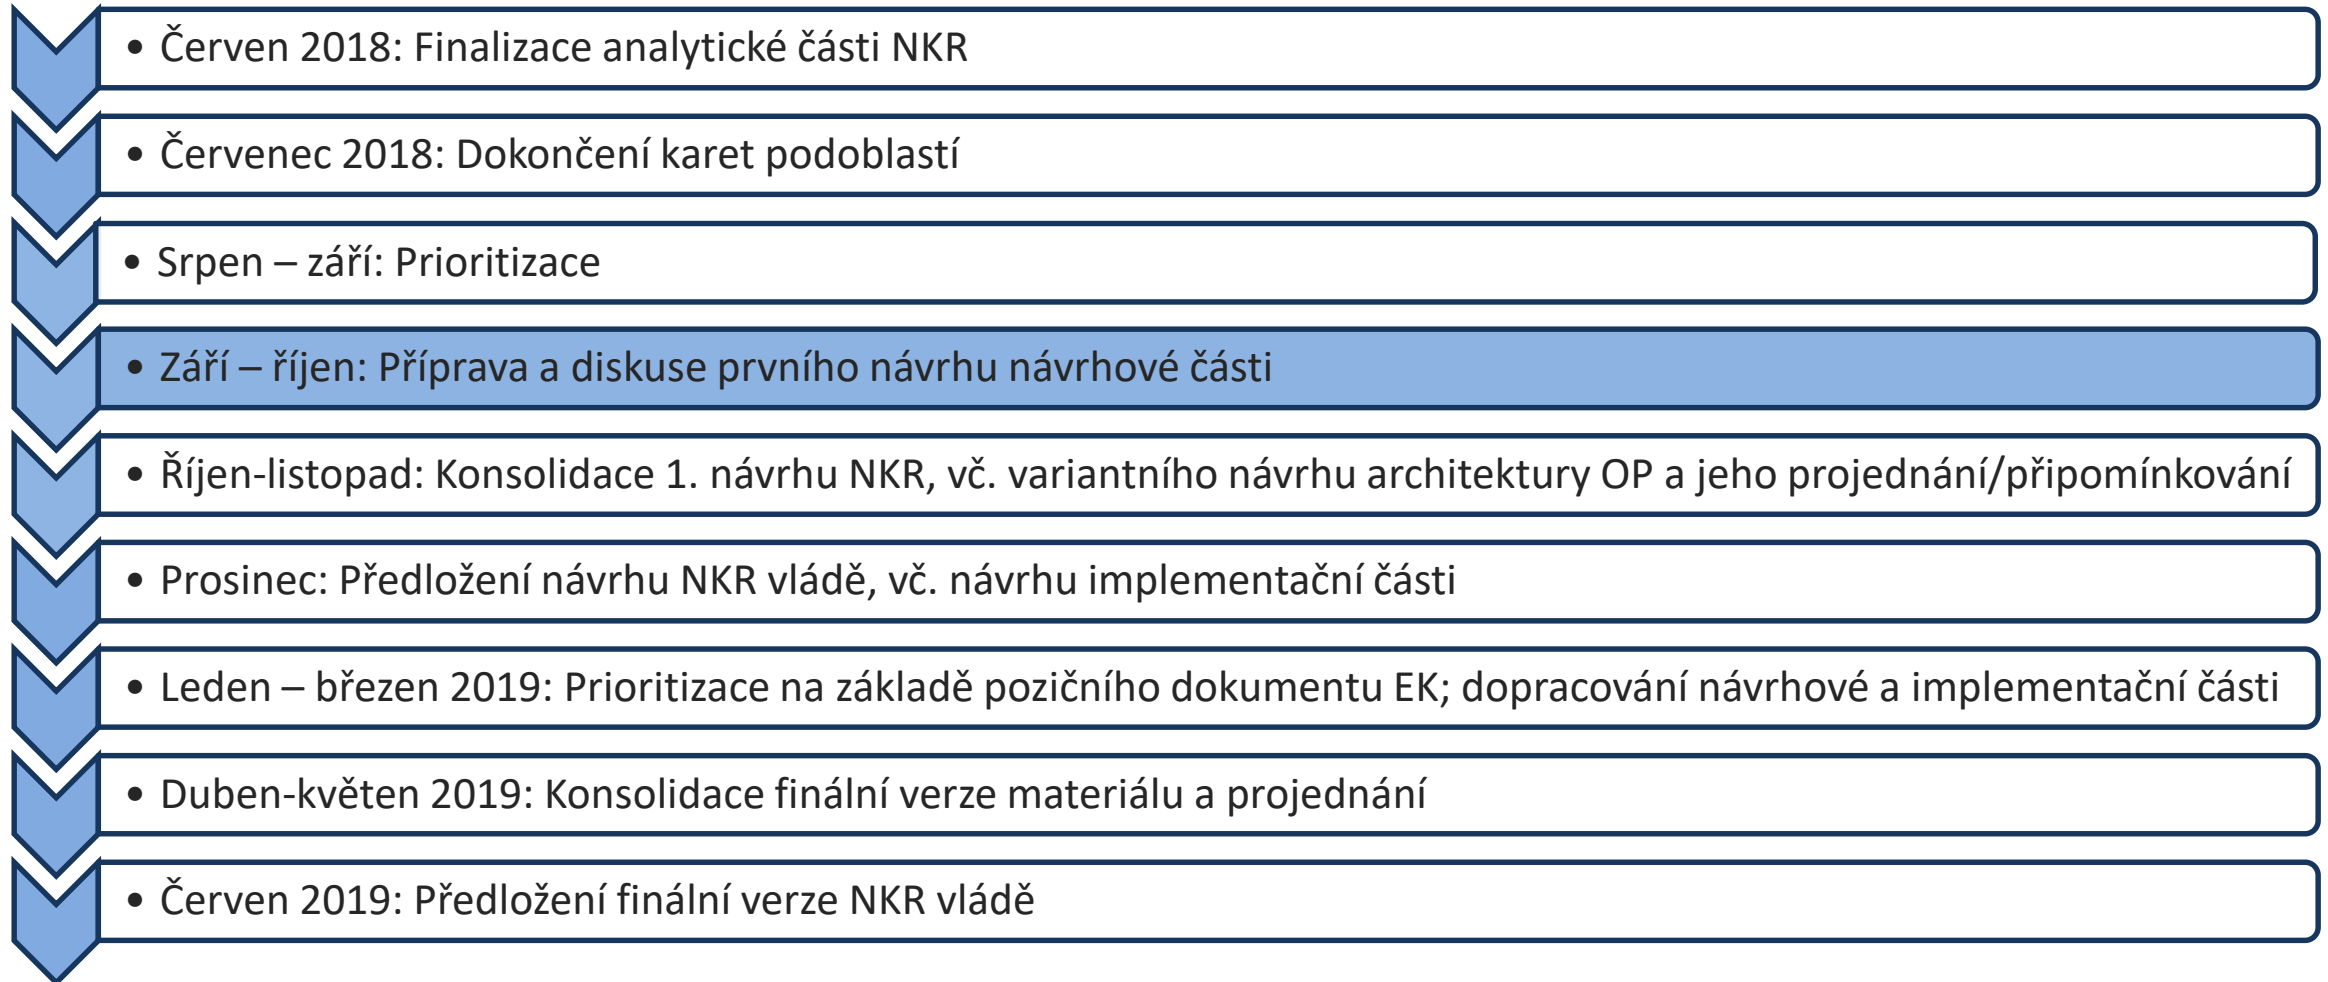 • Červen 2018: Finalizace analytické části NKR
• Červenec 2018: Dokončení karet podoblastí
• Srpen – září: Prioritizace
• Září – říjen: Příprava a diskuse prvního návrhu návrhové části
• Říjen-listopad: Konsolidace 1. návrhu NKR, vč. variantního návrhu architektury OP a jeho projednání/připomínkování
• Prosinec: Předložení návrhu NKR vládě, vč. návrhu implementační části
• Leden – březen 2019: Prioritizace na základě pozičního dokumentu EK; dopracování návrhové a implementační části
• Duben-květen 2019: Konsolidace finální verze materiálu a projednání
• Červen 2019: Předložení finální verze NKR vládě